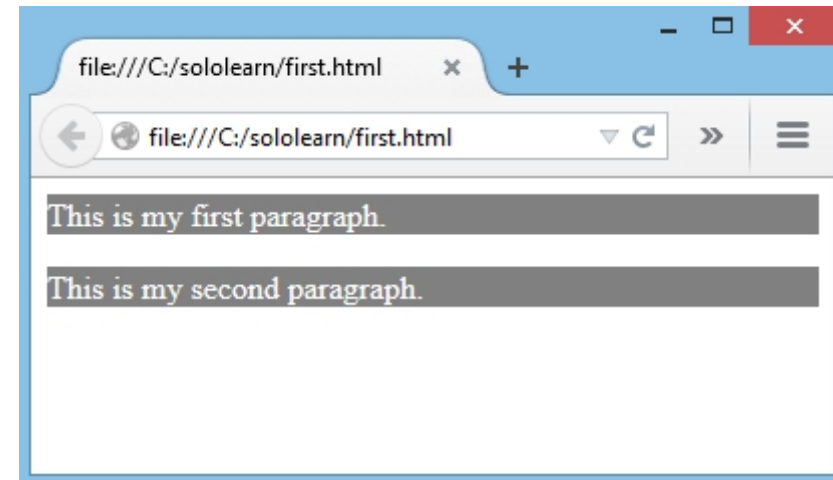 file:///C:/sololearn/first.html
file:///C:/sololearn/first.html
This is my first paragraph.
This is my second paragraph.